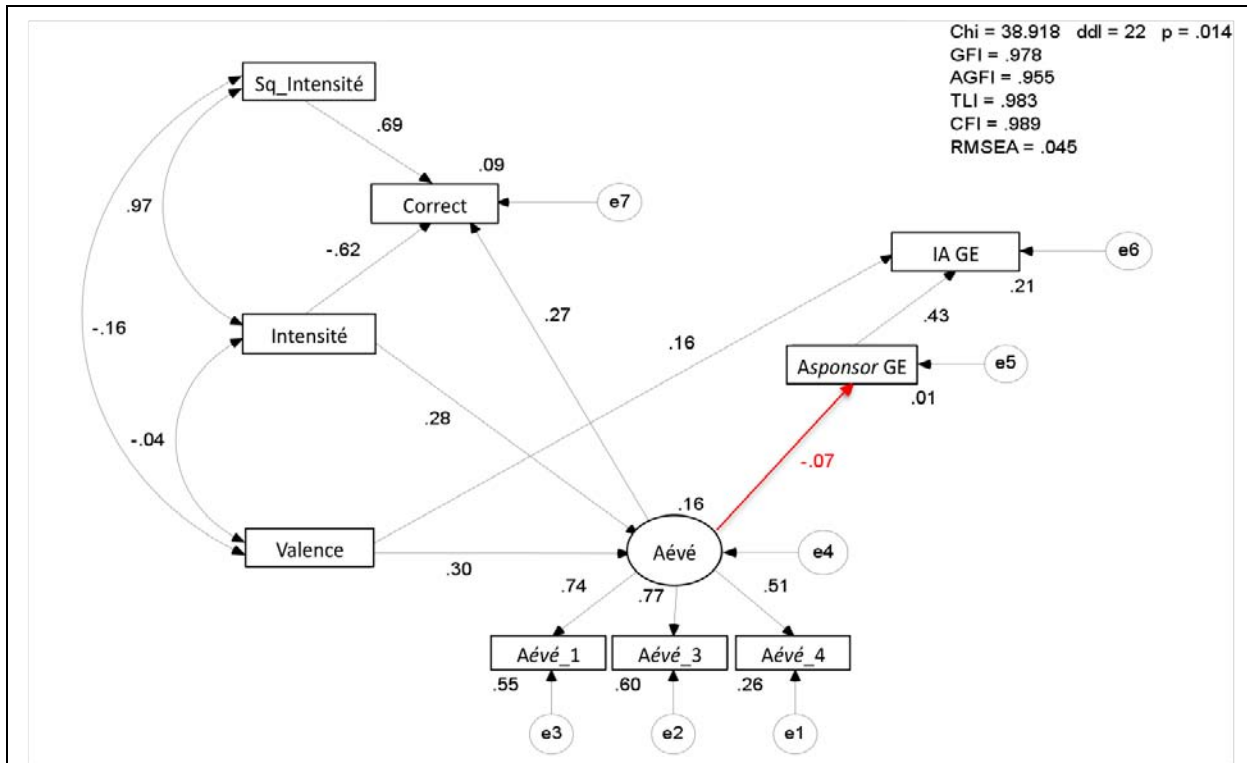 Chi = 38.918 ddl = 22 p = .014
GFI = .978
AGFI = .955
TLI = .983
CFI = .989
RMSEA = .045
Sq_Intensité
.69
.09
Correct
e7
.97
-.62
IA GE
e6
.21
-.16
Intensité
.27
.16
.43
Asponsor GE
e5
.01
.28
-.04
-.07
.16
Valence
Aévé
e4
.30
.74
.77
.51
Aévé_1
Aévé_3
Aévé_4
.55
.60
.26
e3
e2
e1